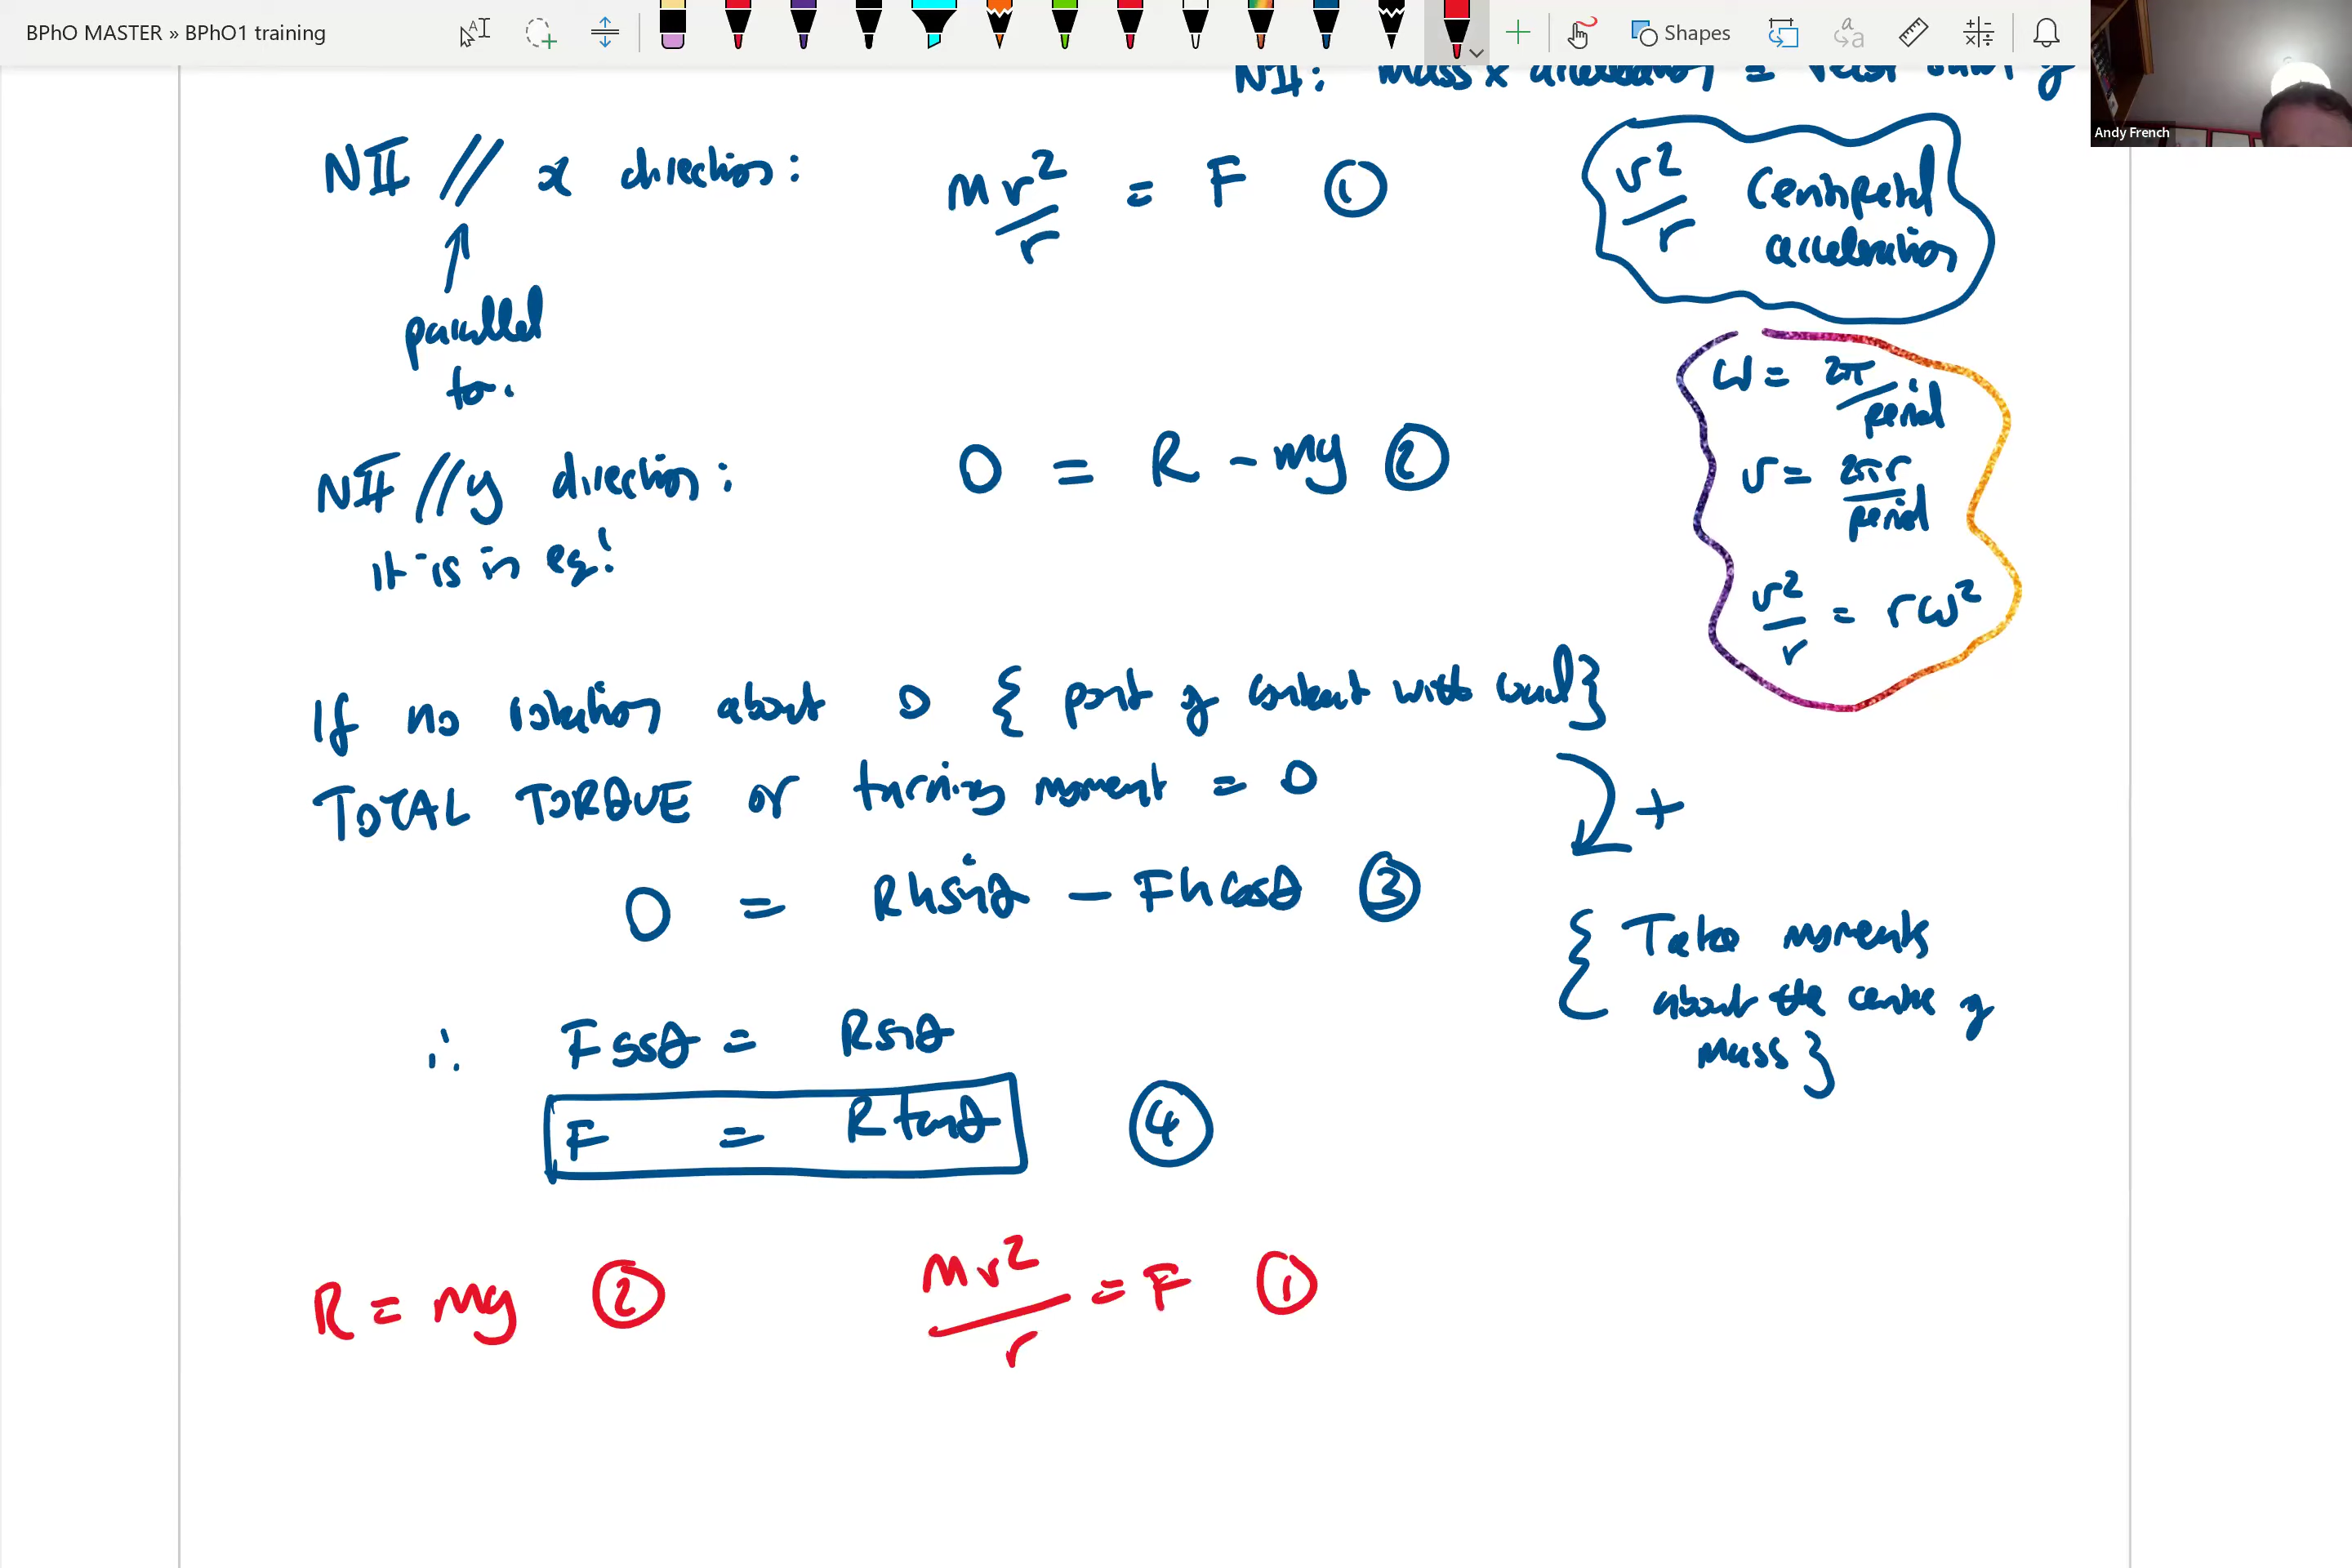 BPhO MASTER » BPhO1 training
Shapes
Andy French
NII: mass x acceleration = vector sum of
NII // x direction: mv²/r = F ①
v²/r Centripetal
acceleration
parallel
to.
ω = 2π/period
NII // y direction: 0 = R - mg ②
v = 2πr/period
it is in eq!
v²/r = rω²
If no rotation about O { point of contact with road}
TOTAL TORQUE or turning moment = 0
+
0 = Rhsinθ - Fhcosθ ③
{ Take moments
about the centre of
mass }
∴ Fcosθ = Rsinθ
F = R tanθ ④
R = mg ② mv²/r = F ①